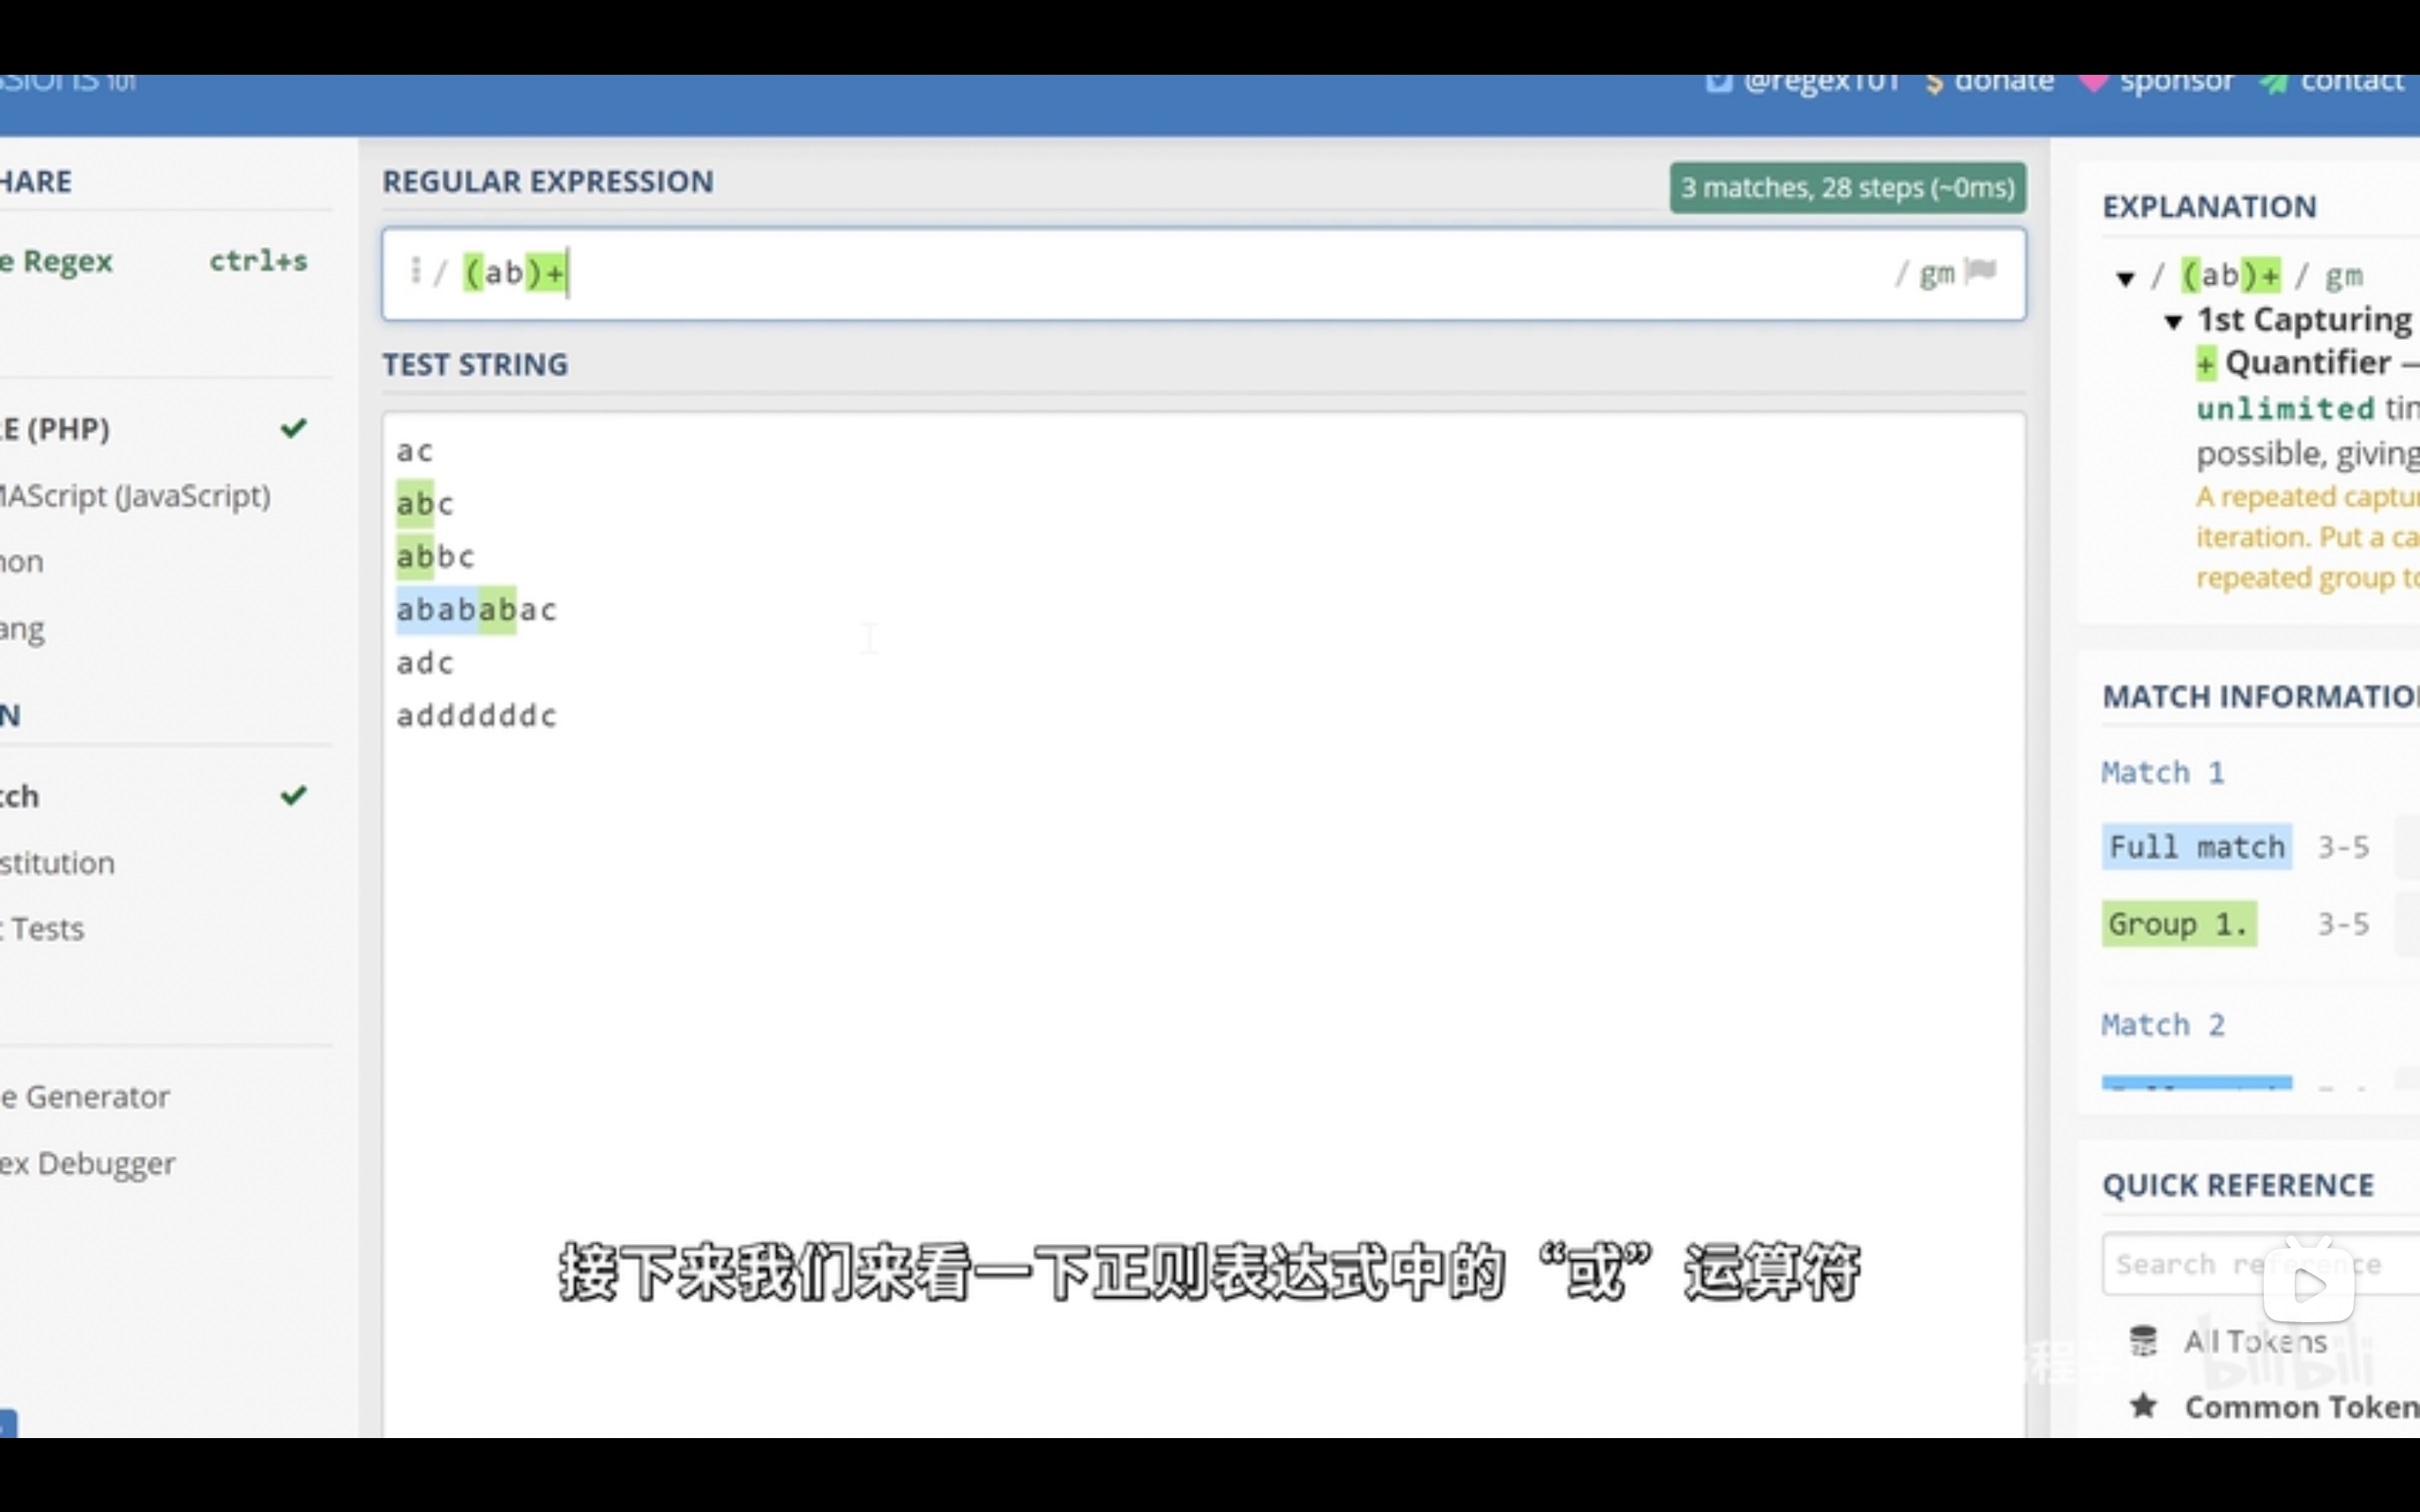 @regex101 donate sponsor contact
HARE
e Regex ctrl+s
E (PHP)
MAScript (JavaScript)
ang
tch
stitution
Tests
e Generator
ex Debugger
REGULAR EXPRESSION
3 matches, 28 steps (~0ms)
/ (ab)+ / gm
TEST STRING
ac
abc
abbc
abababac
adc
addddddc
EXPLANATION
/ (ab)+ / gm
1st Capturing
+ Quantifier —
unlimited tin
possible, giving
A repeated captu
iteration. Put a ca
repeated group to
MATCH INFORMATION
Match 1
Full match 3-5
Group 1. 3-5
Match 2
QUICK REFERENCE
Search reference
All Tokens
Common Token
接下来我们来看一下正则表达式中的“或”运算符
bilibili